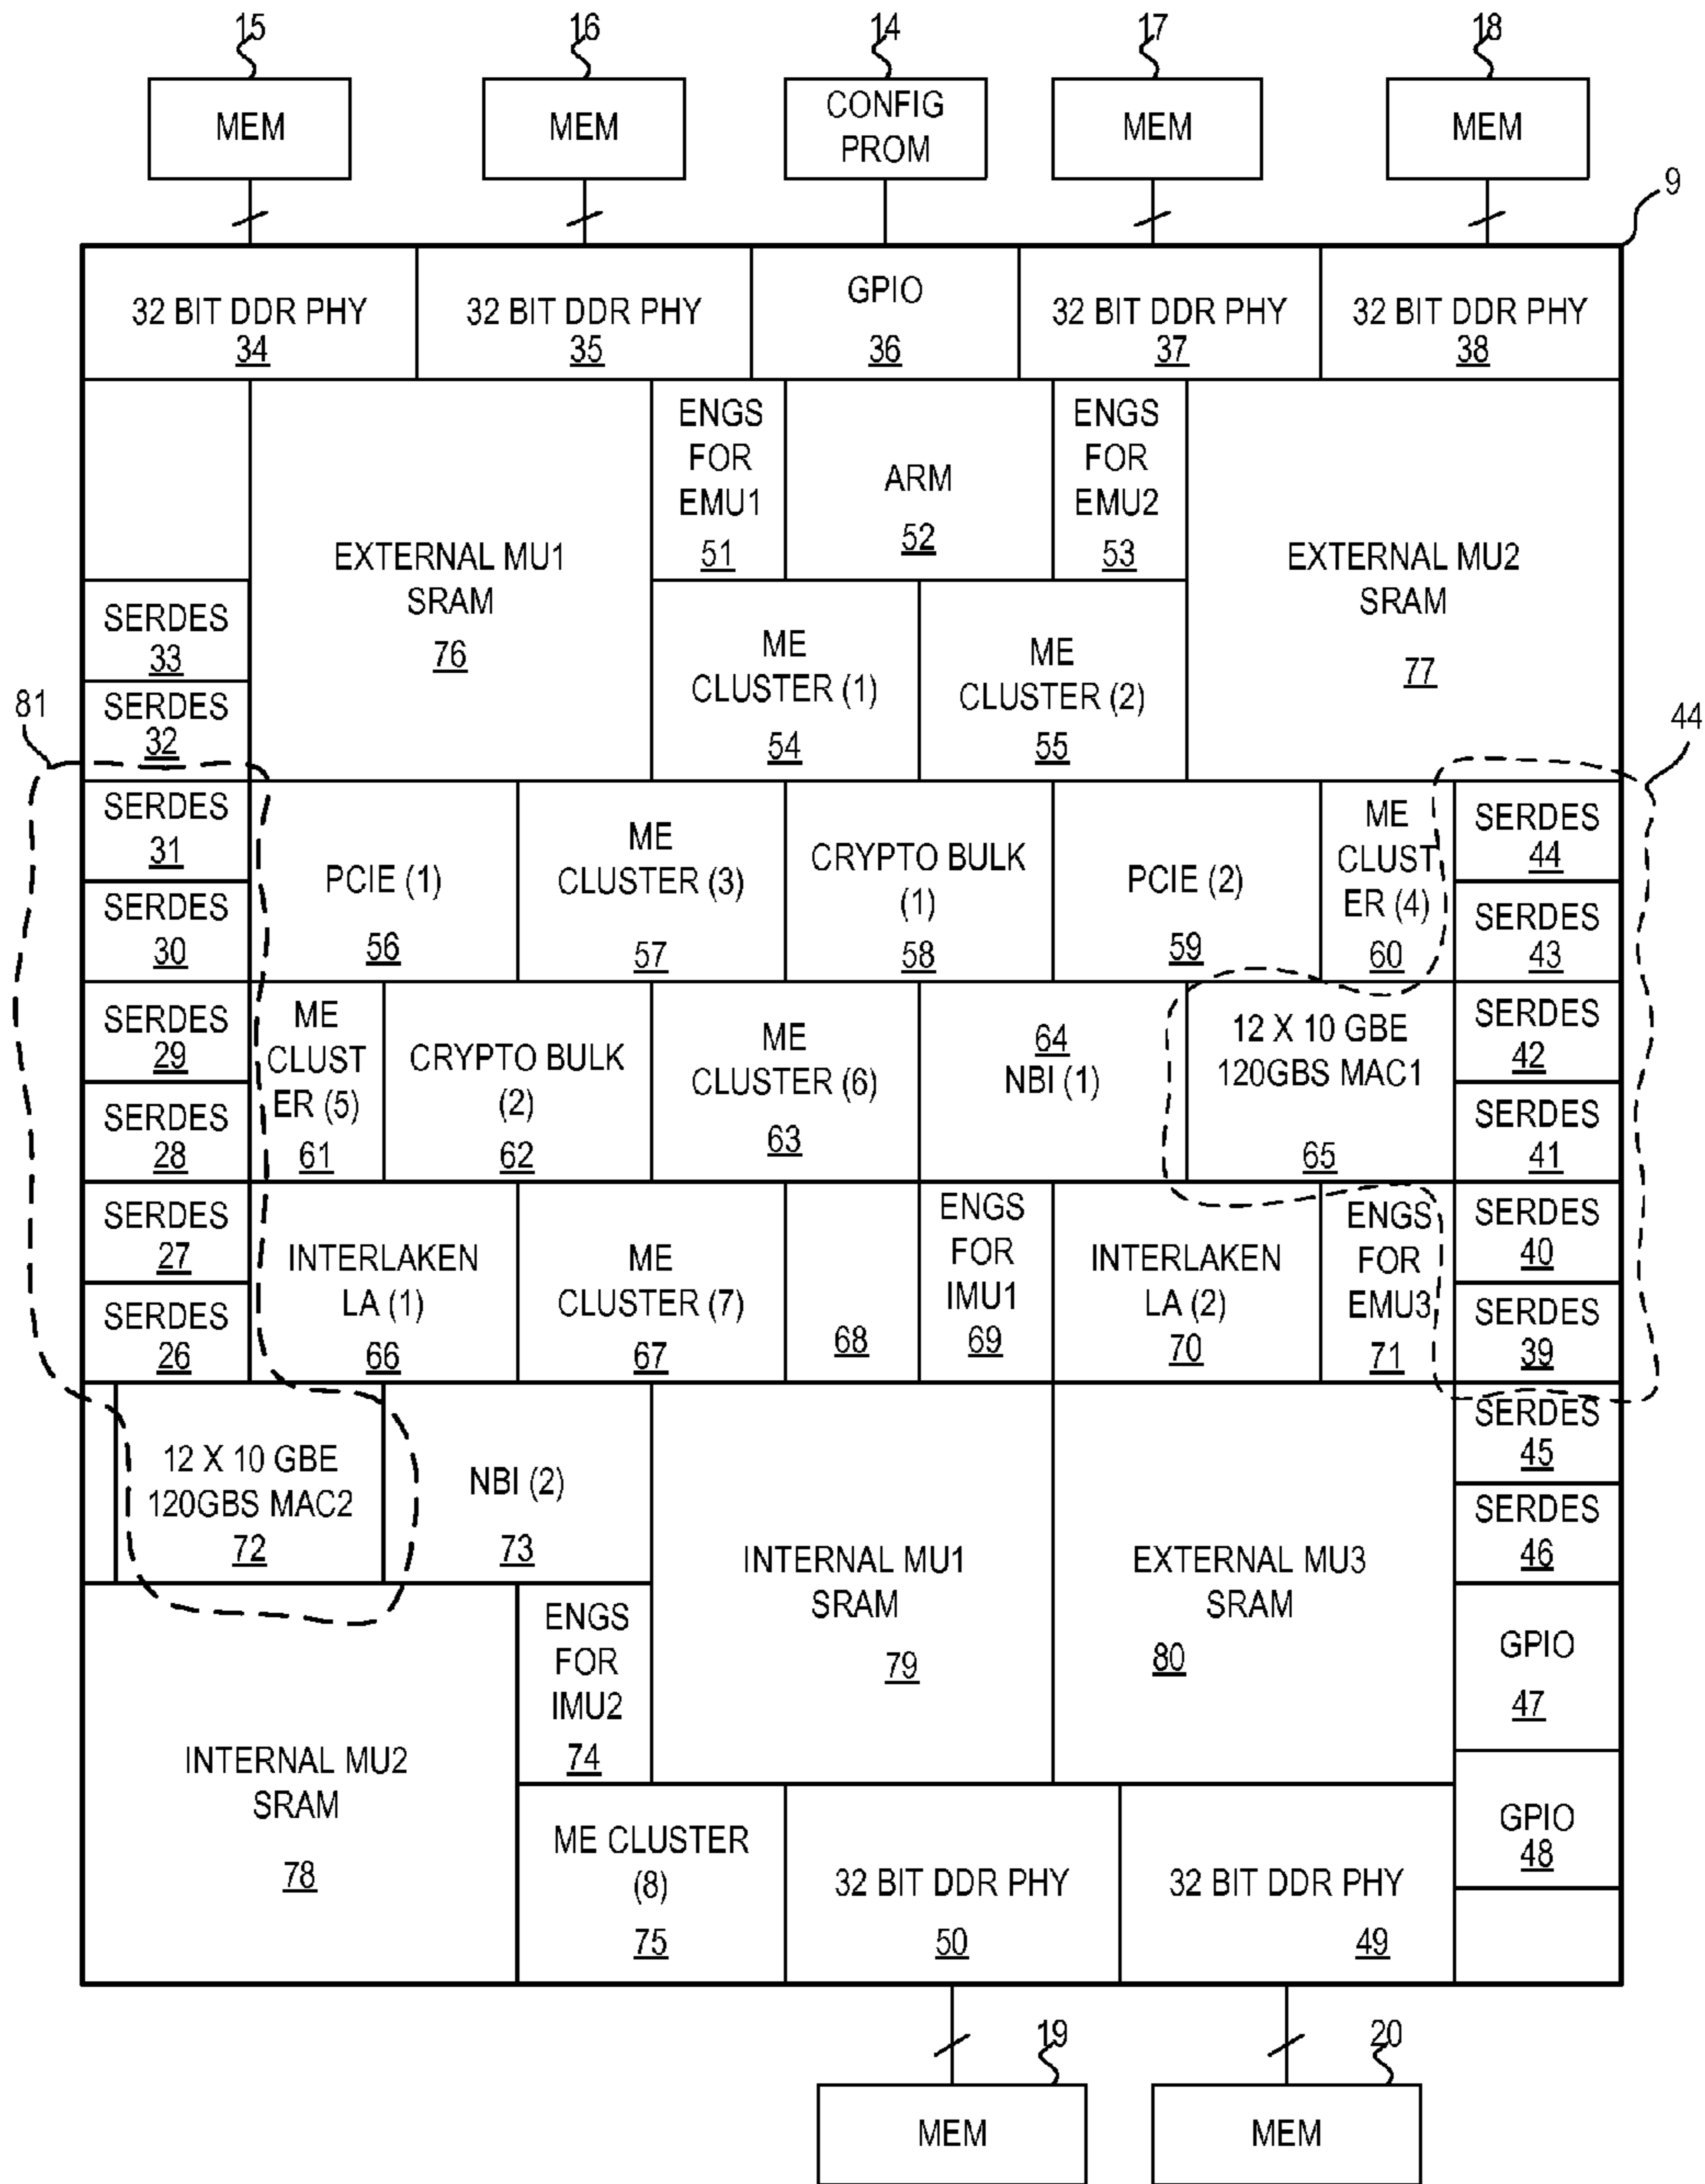 15
16
14
17
18
MEM
MEM
CONFIG
PROM
MEM
MEM
9
32 BIT DDR PHY
34
32 BIT DDR PHY
35
GPIO
36
32 BIT DDR PHY
37
32 BIT DDR PHY
38
EXTERNAL MU1
SRAM
76
ENGS
FOR
EMU1
51
ARM
52
ENGS
FOR
EMU2
53
EXTERNAL MU2
SRAM
77
SERDES
33
SERDES
32
ME
CLUSTER (1)
54
ME
CLUSTER (2)
55
81
44
SERDES
31
SERDES
30
PCIE (1)
56
ME
CLUSTER (3)
57
CRYPTO BULK
(1)
58
PCIE (2)
59
ME
CLUST
ER (4)
60
SERDES
44
SERDES
43
SERDES
29
SERDES
28
ME
CLUST
ER (5)
61
CRYPTO BULK
(2)
62
ME
CLUSTER (6)
63
64
NBI (1)
12 X 10 GBE
120GBS MAC1
65
SERDES
42
SERDES
41
SERDES
27
SERDES
26
INTERLAKEN
LA (1)
66
ME
CLUSTER (7)
67
68
ENGS
FOR
IMU1
69
INTERLAKEN
LA (2)
70
ENGS
FOR
EMU3
71
SERDES
40
SERDES
39
12 X 10 GBE
120GBS MAC2
72
NBI (2)
73
INTERNAL MU1
SRAM
79
EXTERNAL MU3
SRAM
80
SERDES
45
SERDES
46
GPIO
47
INTERNAL MU2
SRAM
78
ENGS
FOR
IMU2
74
GPIO
48
ME CLUSTER
(8)
75
32 BIT DDR PHY
50
32 BIT DDR PHY
49
19
20
MEM
MEM